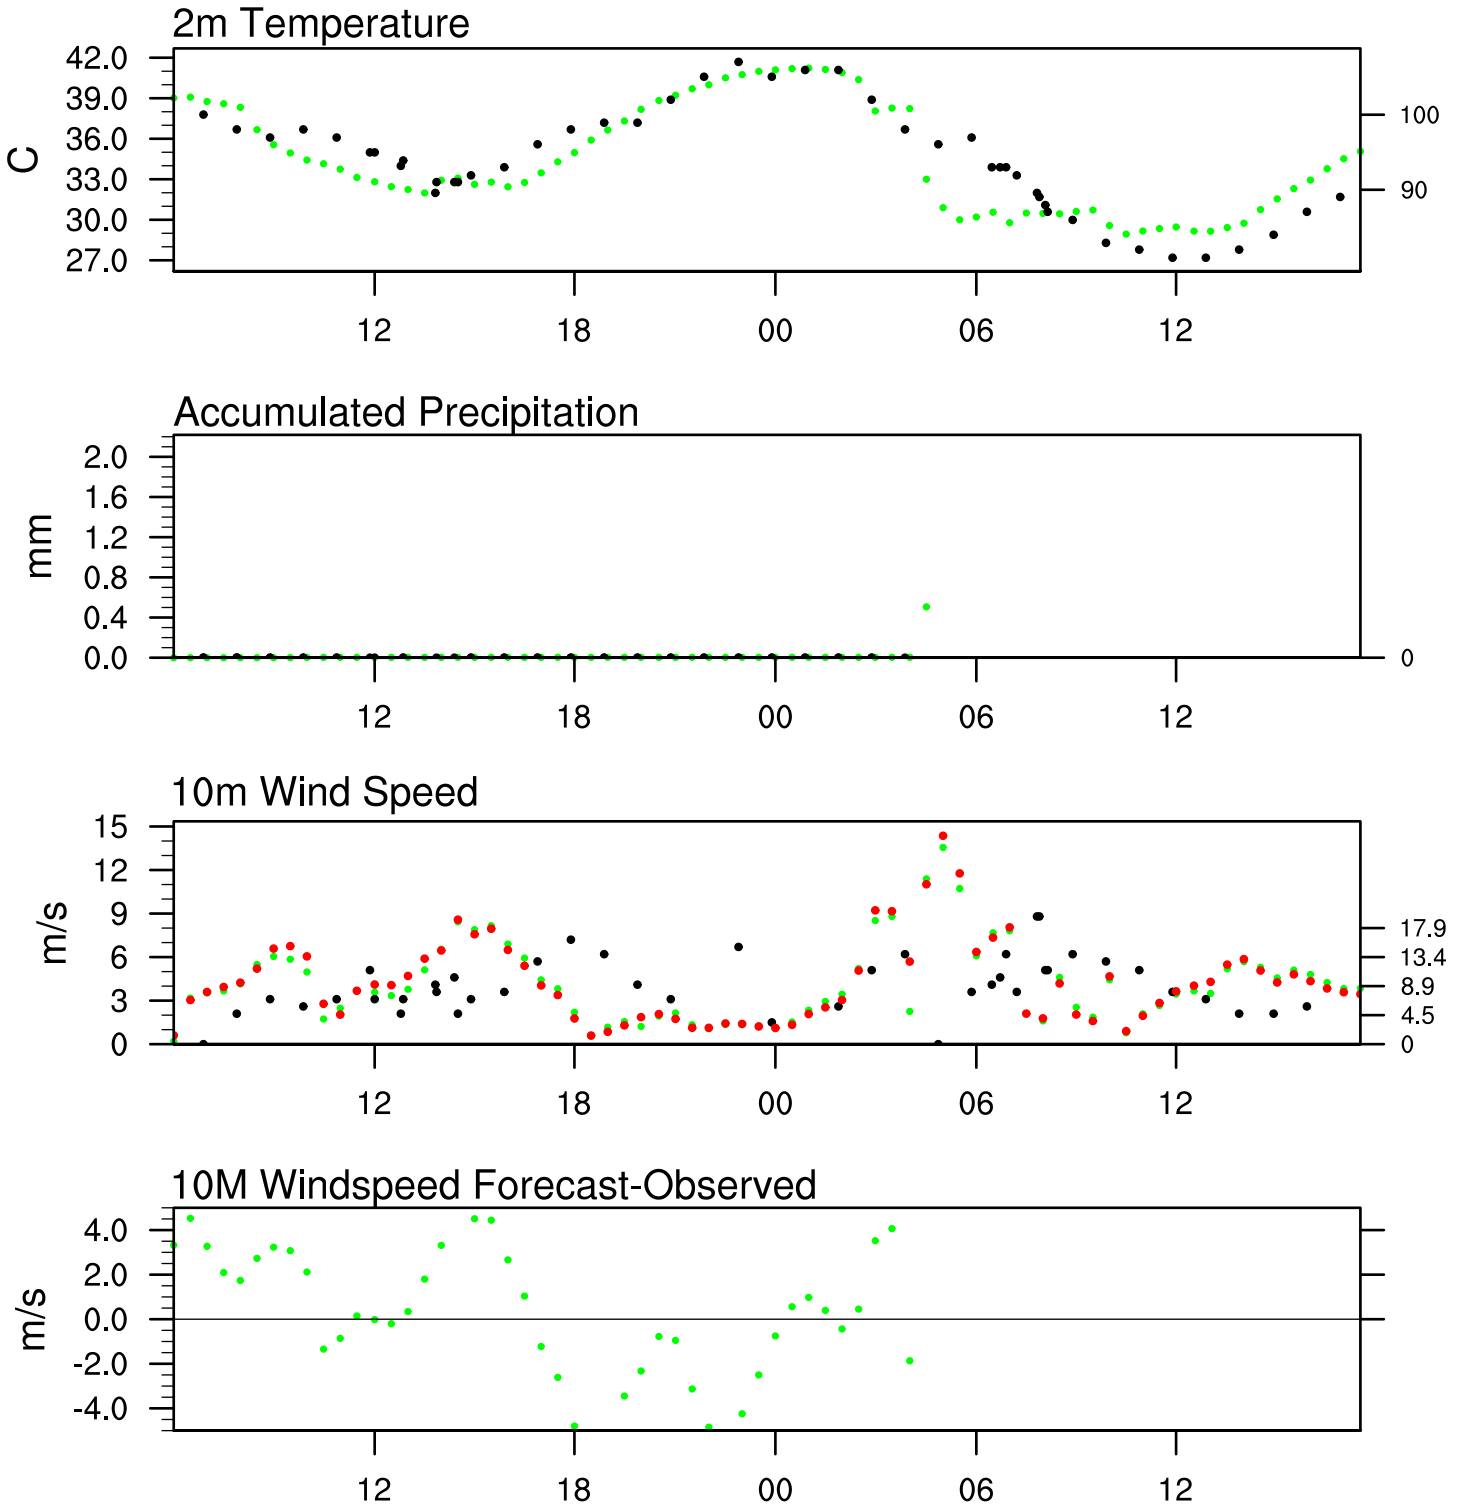 2m Temperature
42.0
39.0
36.0
33.0
30.0
27.0
C
100
90
12 18 00 06 12
Accumulated Precipitation
2.0
1.6
1.2
0.8
0.4
0.0
mm
0
12 18 00 06 12
10m Wind Speed
15
12
9
6
3
0
m/s
17.9
13.4
8.9
4.5
0
12 18 00 06 12
10M Windspeed Forecast-Observed
4.0
2.0
0.0
-2.0
-4.0
m/s
12 18 00 06 12